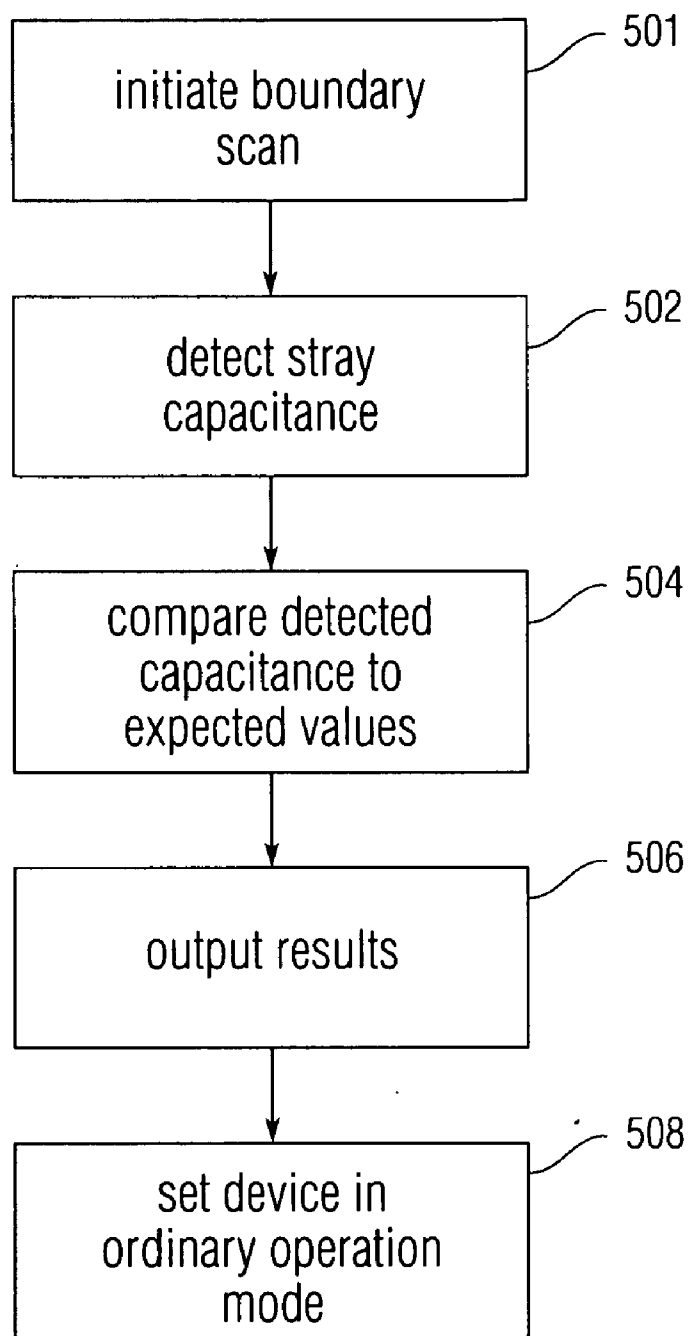 501
initiate boundary
scan
502
detect stray
capacitance
504
compare detected
capacitance to
expected values
506
output results
508
set device in
ordinary operation
mode